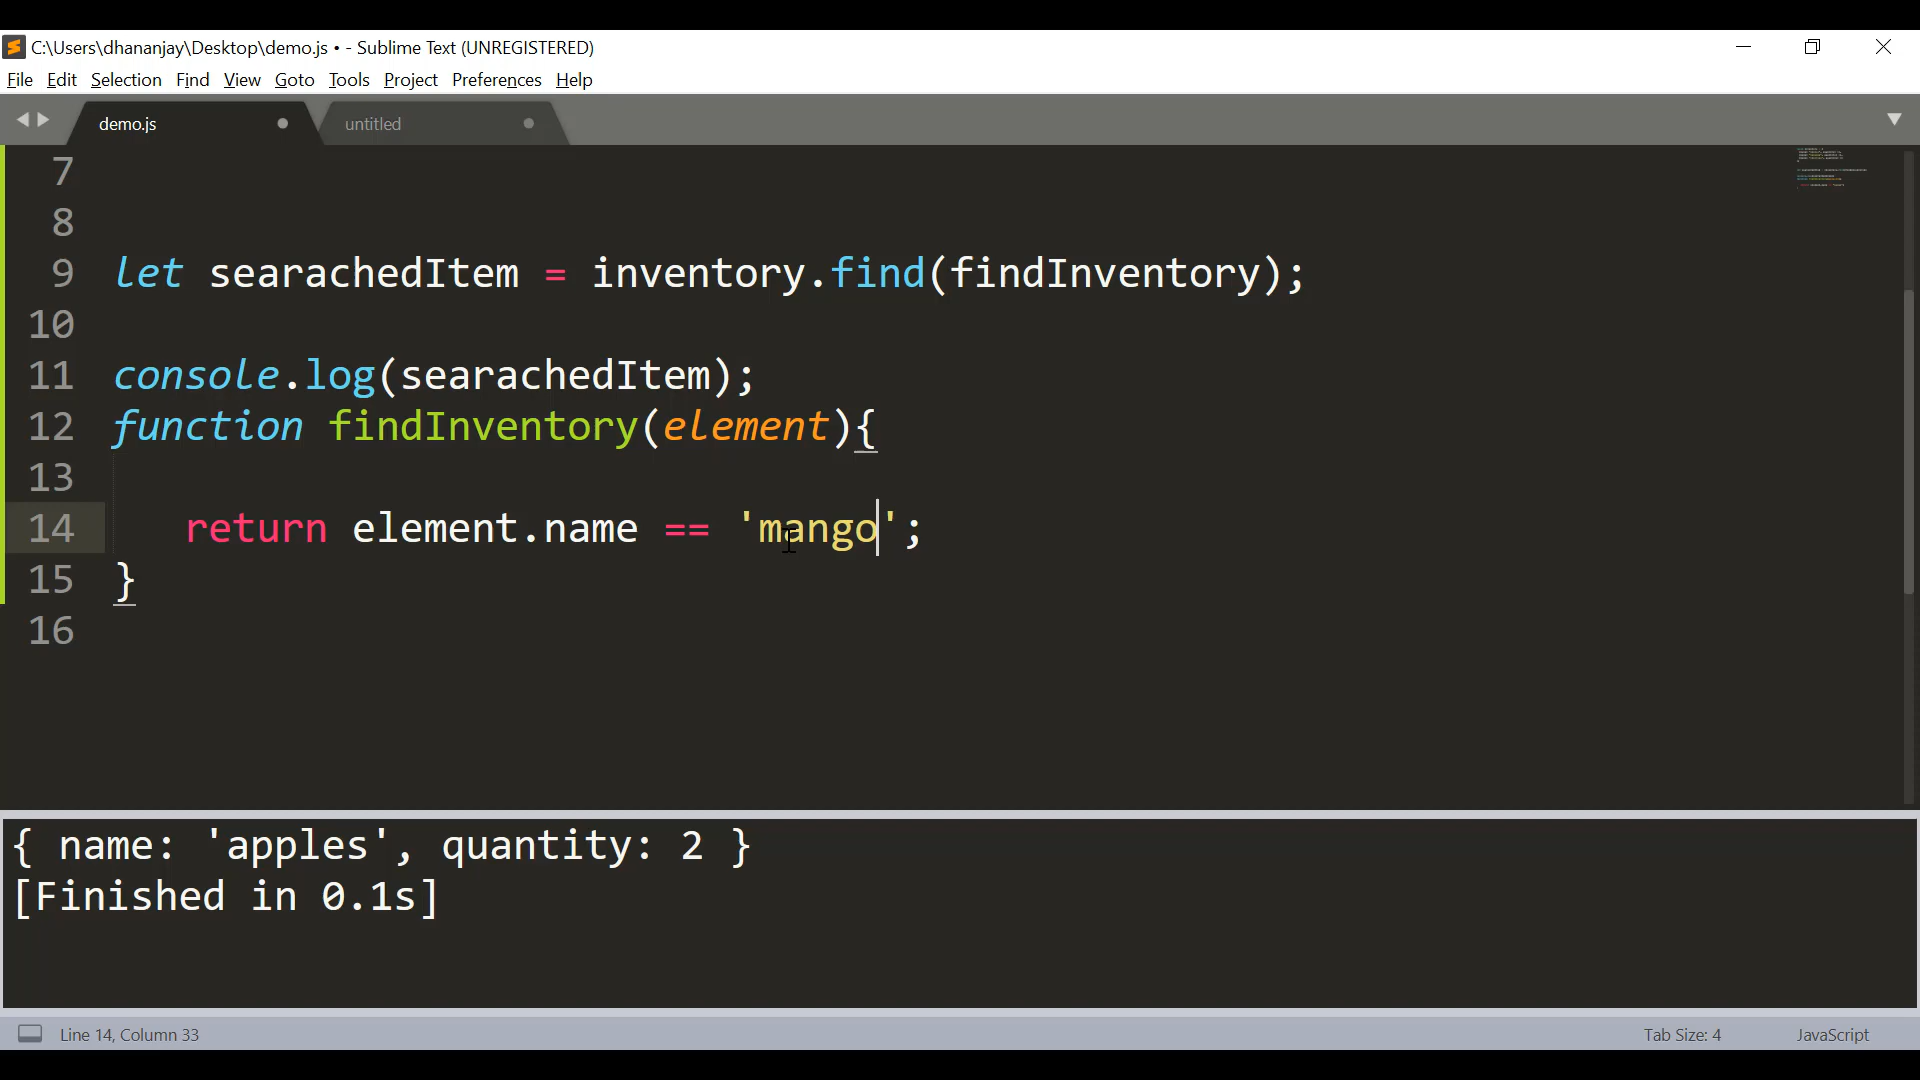 C:\Users\dhananjay\Desktop\demo.js • - Sublime Text (UNREGISTERED)
File Edit Selection Find View Goto Tools Project Preferences Help
demo.js untitled
7
8
9 let searachedItem = inventory.find(findInventory);
10
11 console.log(searachedItem);
12 function findInventory(element){
13
14 return element.name == 'mango';
15 }
16
{ name: 'apples', quantity: 2 }
[Finished in 0.1s]
Line 14, Column 33 Tab Size: 4 JavaScript